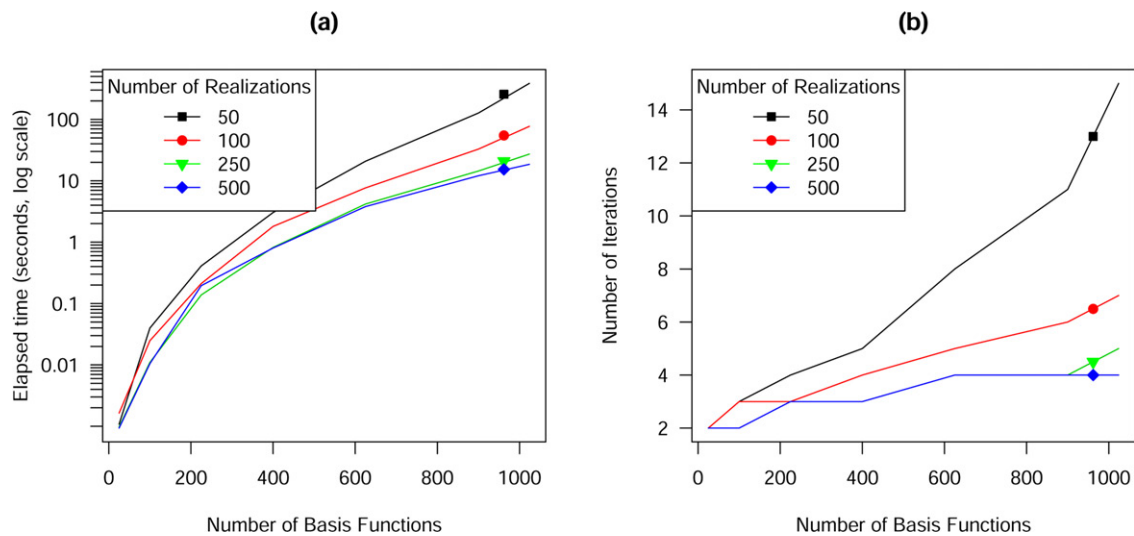 (a)
Number of Realizations
50
100
250
500
100
10
1
0.1
0.01
Elapsed time (seconds, log scale)
0 200 400 600 800 1000
Number of Basis Functions
(b)
Number of Realizations
50
100
250
500
14
12
10
8
6
4
2
Number of Iterations
0 200 400 600 800 1000
Number of Basis Functions